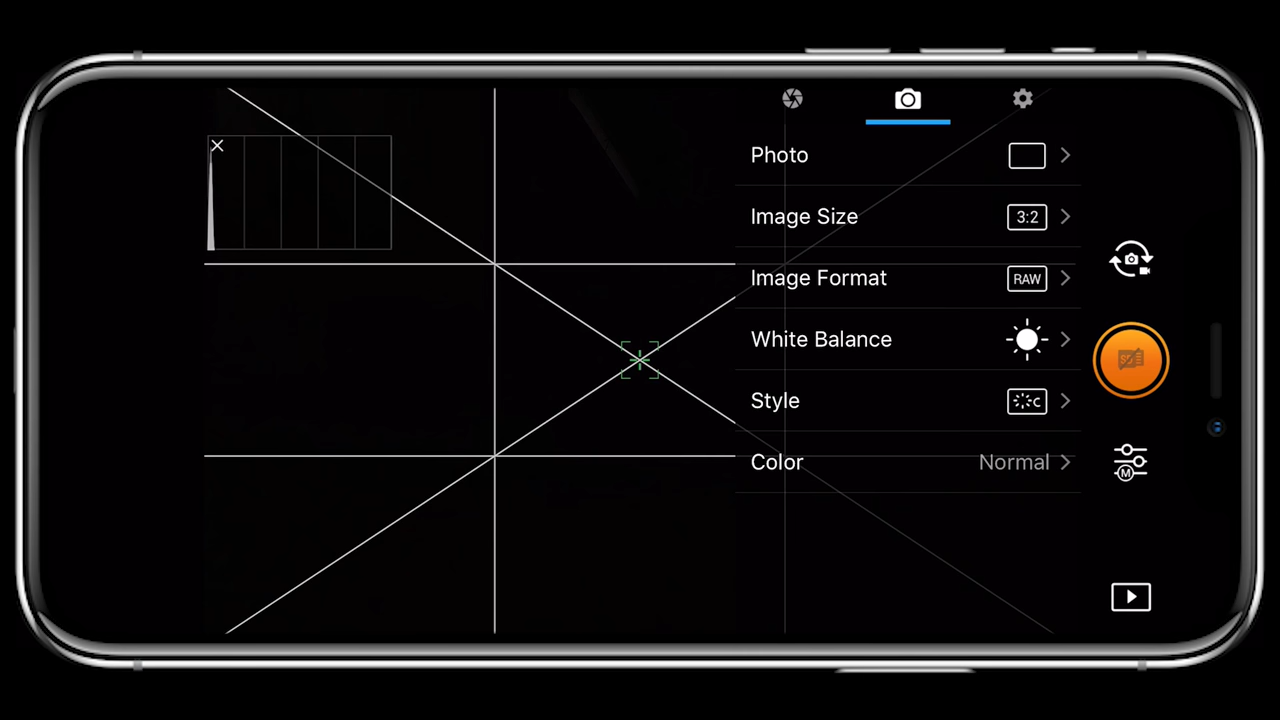 Photo
Image Size 3:2
Image Format RAW
White Balance
Style C
Color Normal
M